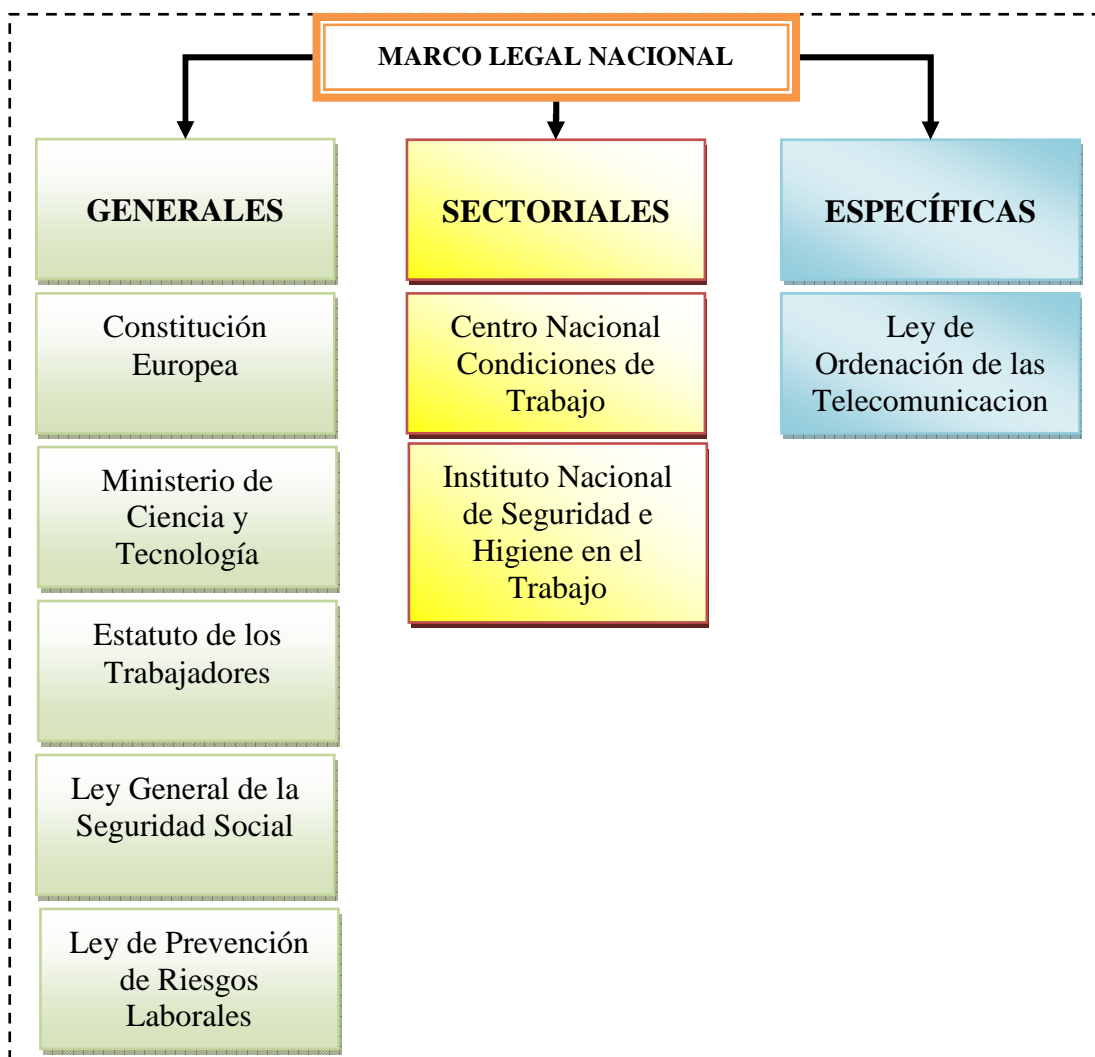 MARCO LEGAL NACIONAL
GENERALES
Constitución
Europea
Ministerio de
Ciencia y
Tecnología
Estatuto de los
Trabajadores
Ley General de la
Seguridad Social
Ley de Prevención
de Riesgos
Laborales
SECTORIALES
Centro Nacional
Condiciones de
Trabajo
Instituto Nacional
de Seguridad e
Higiene en el
Trabajo
ESPECÍFICAS
Ley de
Ordenación de las
Telecomunicacion